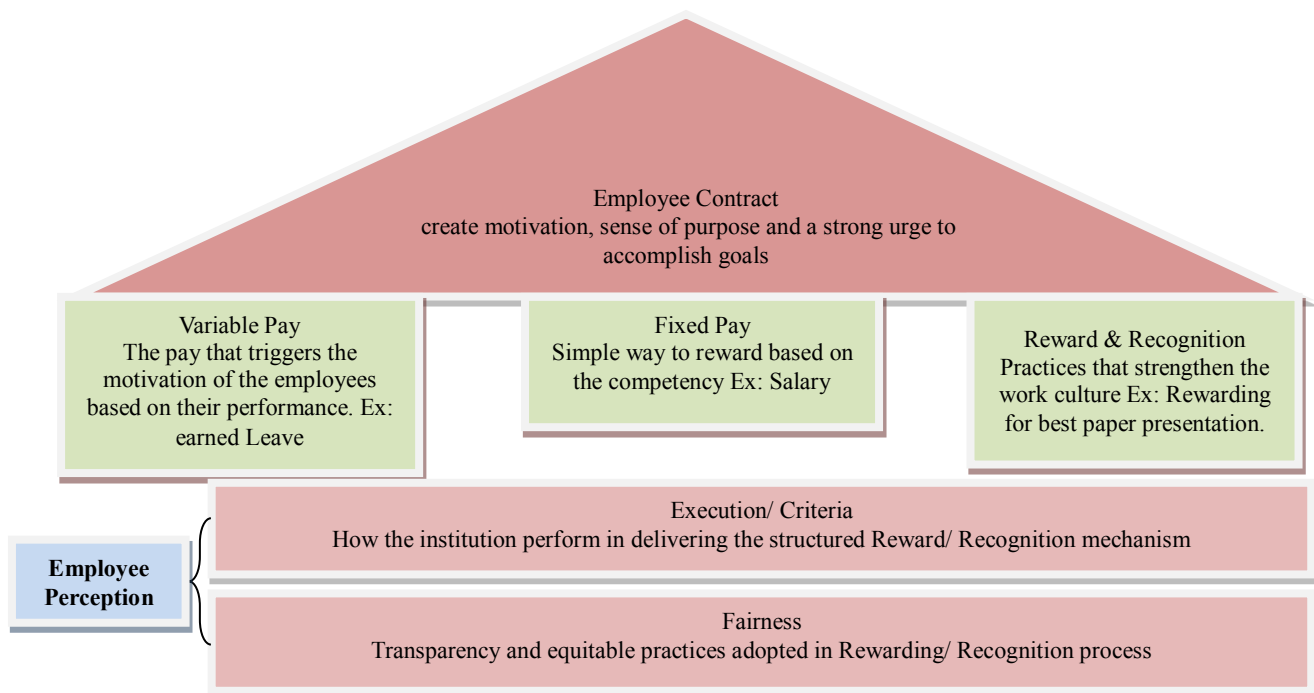 Employee Contract
create motivation, sense of purpose and a strong urge to
accomplish goals
Variable Pay
The pay that triggers the
motivation of the employees
based on their performance. Ex:
earned Leave
Fixed Pay
Simple way to reward based on
the competency Ex: Salary
Reward & Recognition
Practices that strengthen the
work culture Ex: Rewarding
for best paper presentation.
Execution/ Criteria
How the institution perform in delivering the structured Reward/ Recognition mechanism
Employee
Perception
Fairness
Transparency and equitable practices adopted in Rewarding/ Recognition process